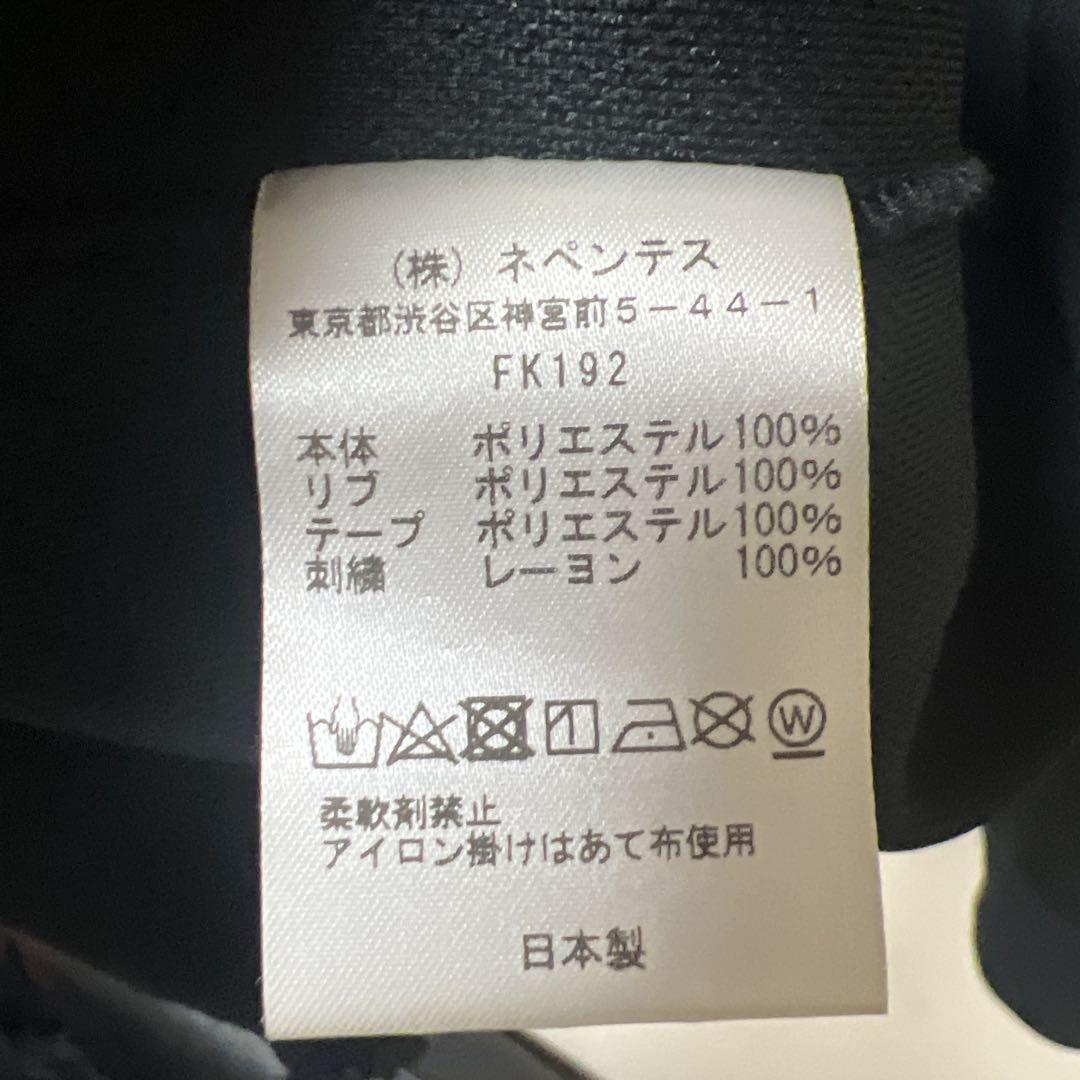 (株) ネペンテス
東京都渋谷区神宮前5-44-1
FK192
本体 ポリエステル100%
リブ ポリエステル100%
テープ ポリエステル100%
刺繍 レーヨン 100%
1 W
柔軟剤禁止
アイロン掛けはあて布使用
日本製